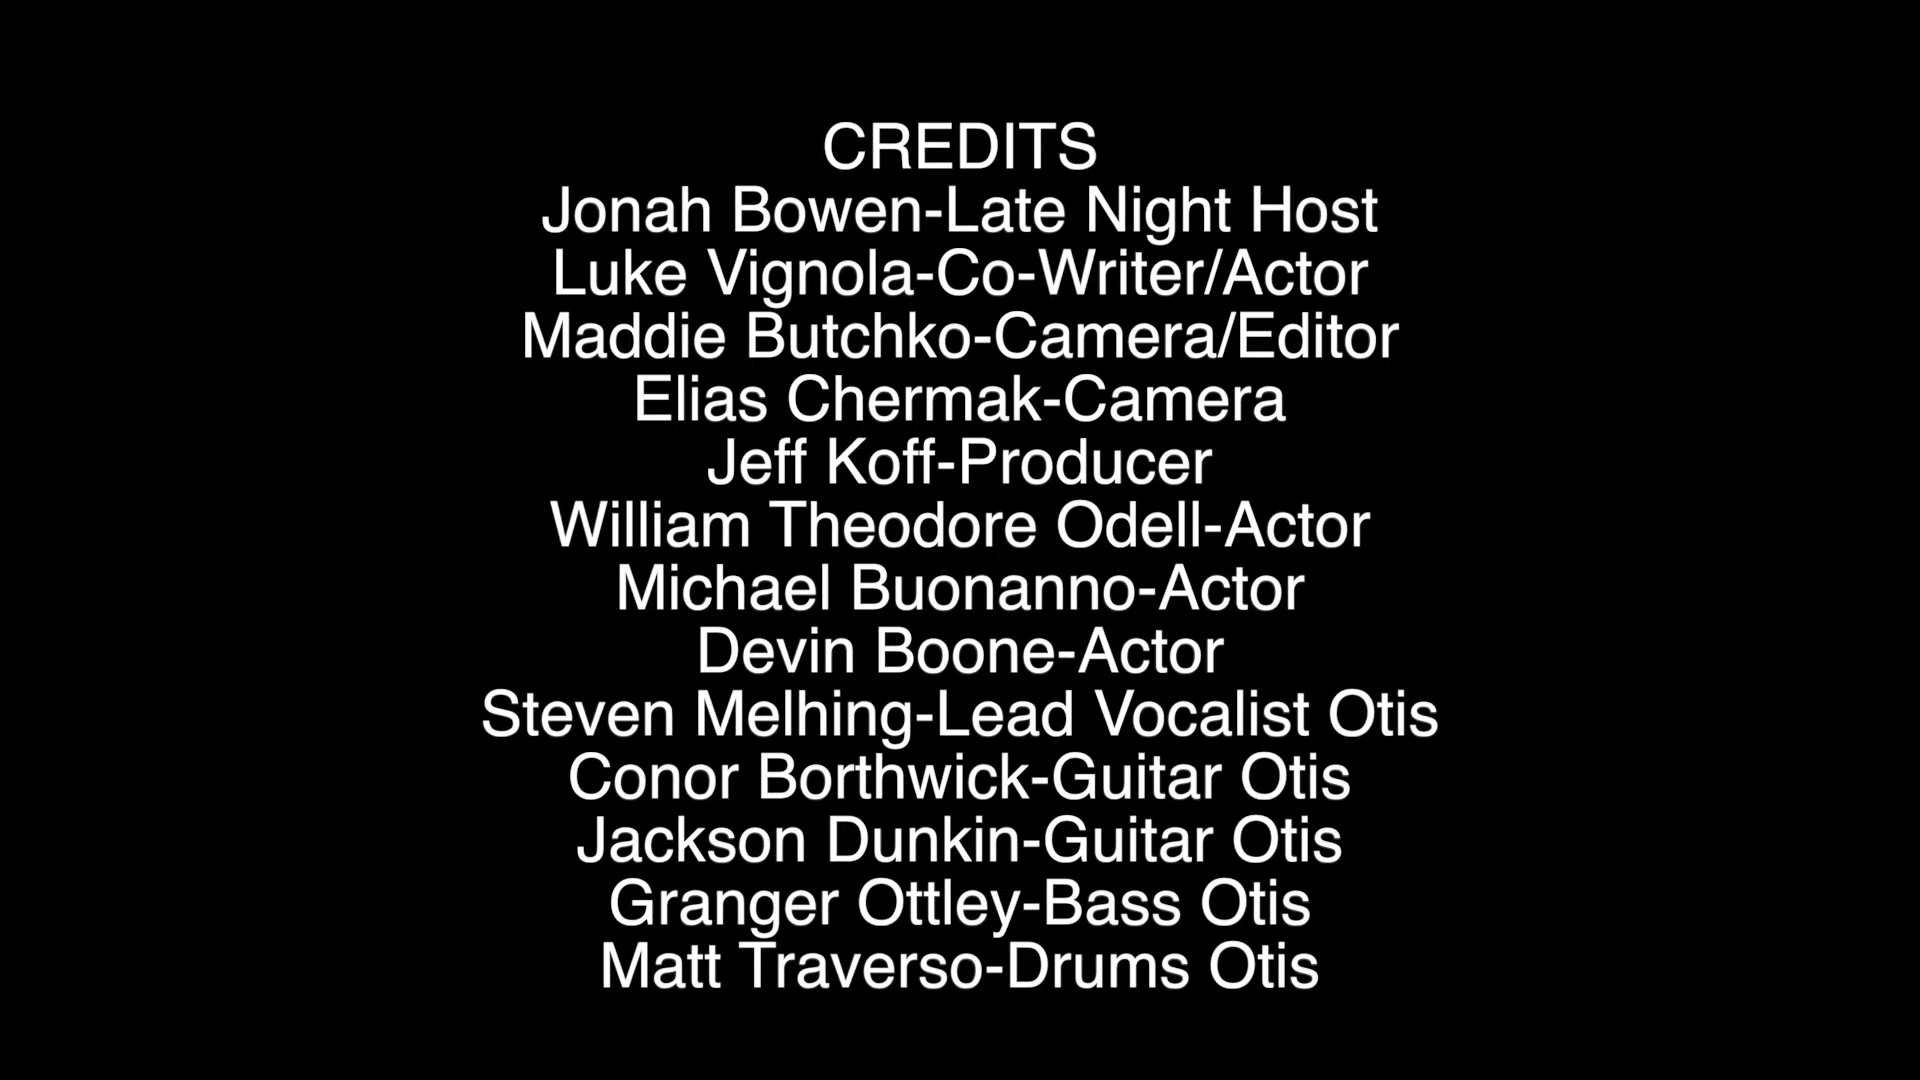 CREDITS
Jonah Bowen-Late Night Host
Luke Vignola-Co-Writer/Actor
Maddie Butchko-Camera/Editor
Elias Chermak-Camera
Jeff Koff-Producer
William Theodore Odell-Actor
Michael Buonanno-Actor
Devin Boone-Actor
Steven Melhing-Lead Vocalist Otis
Conor Borthwick-Guitar Otis
Jackson Dunkin-Guitar Otis
Granger Ottley-Bass Otis
Matt Traverso-Drums Otis